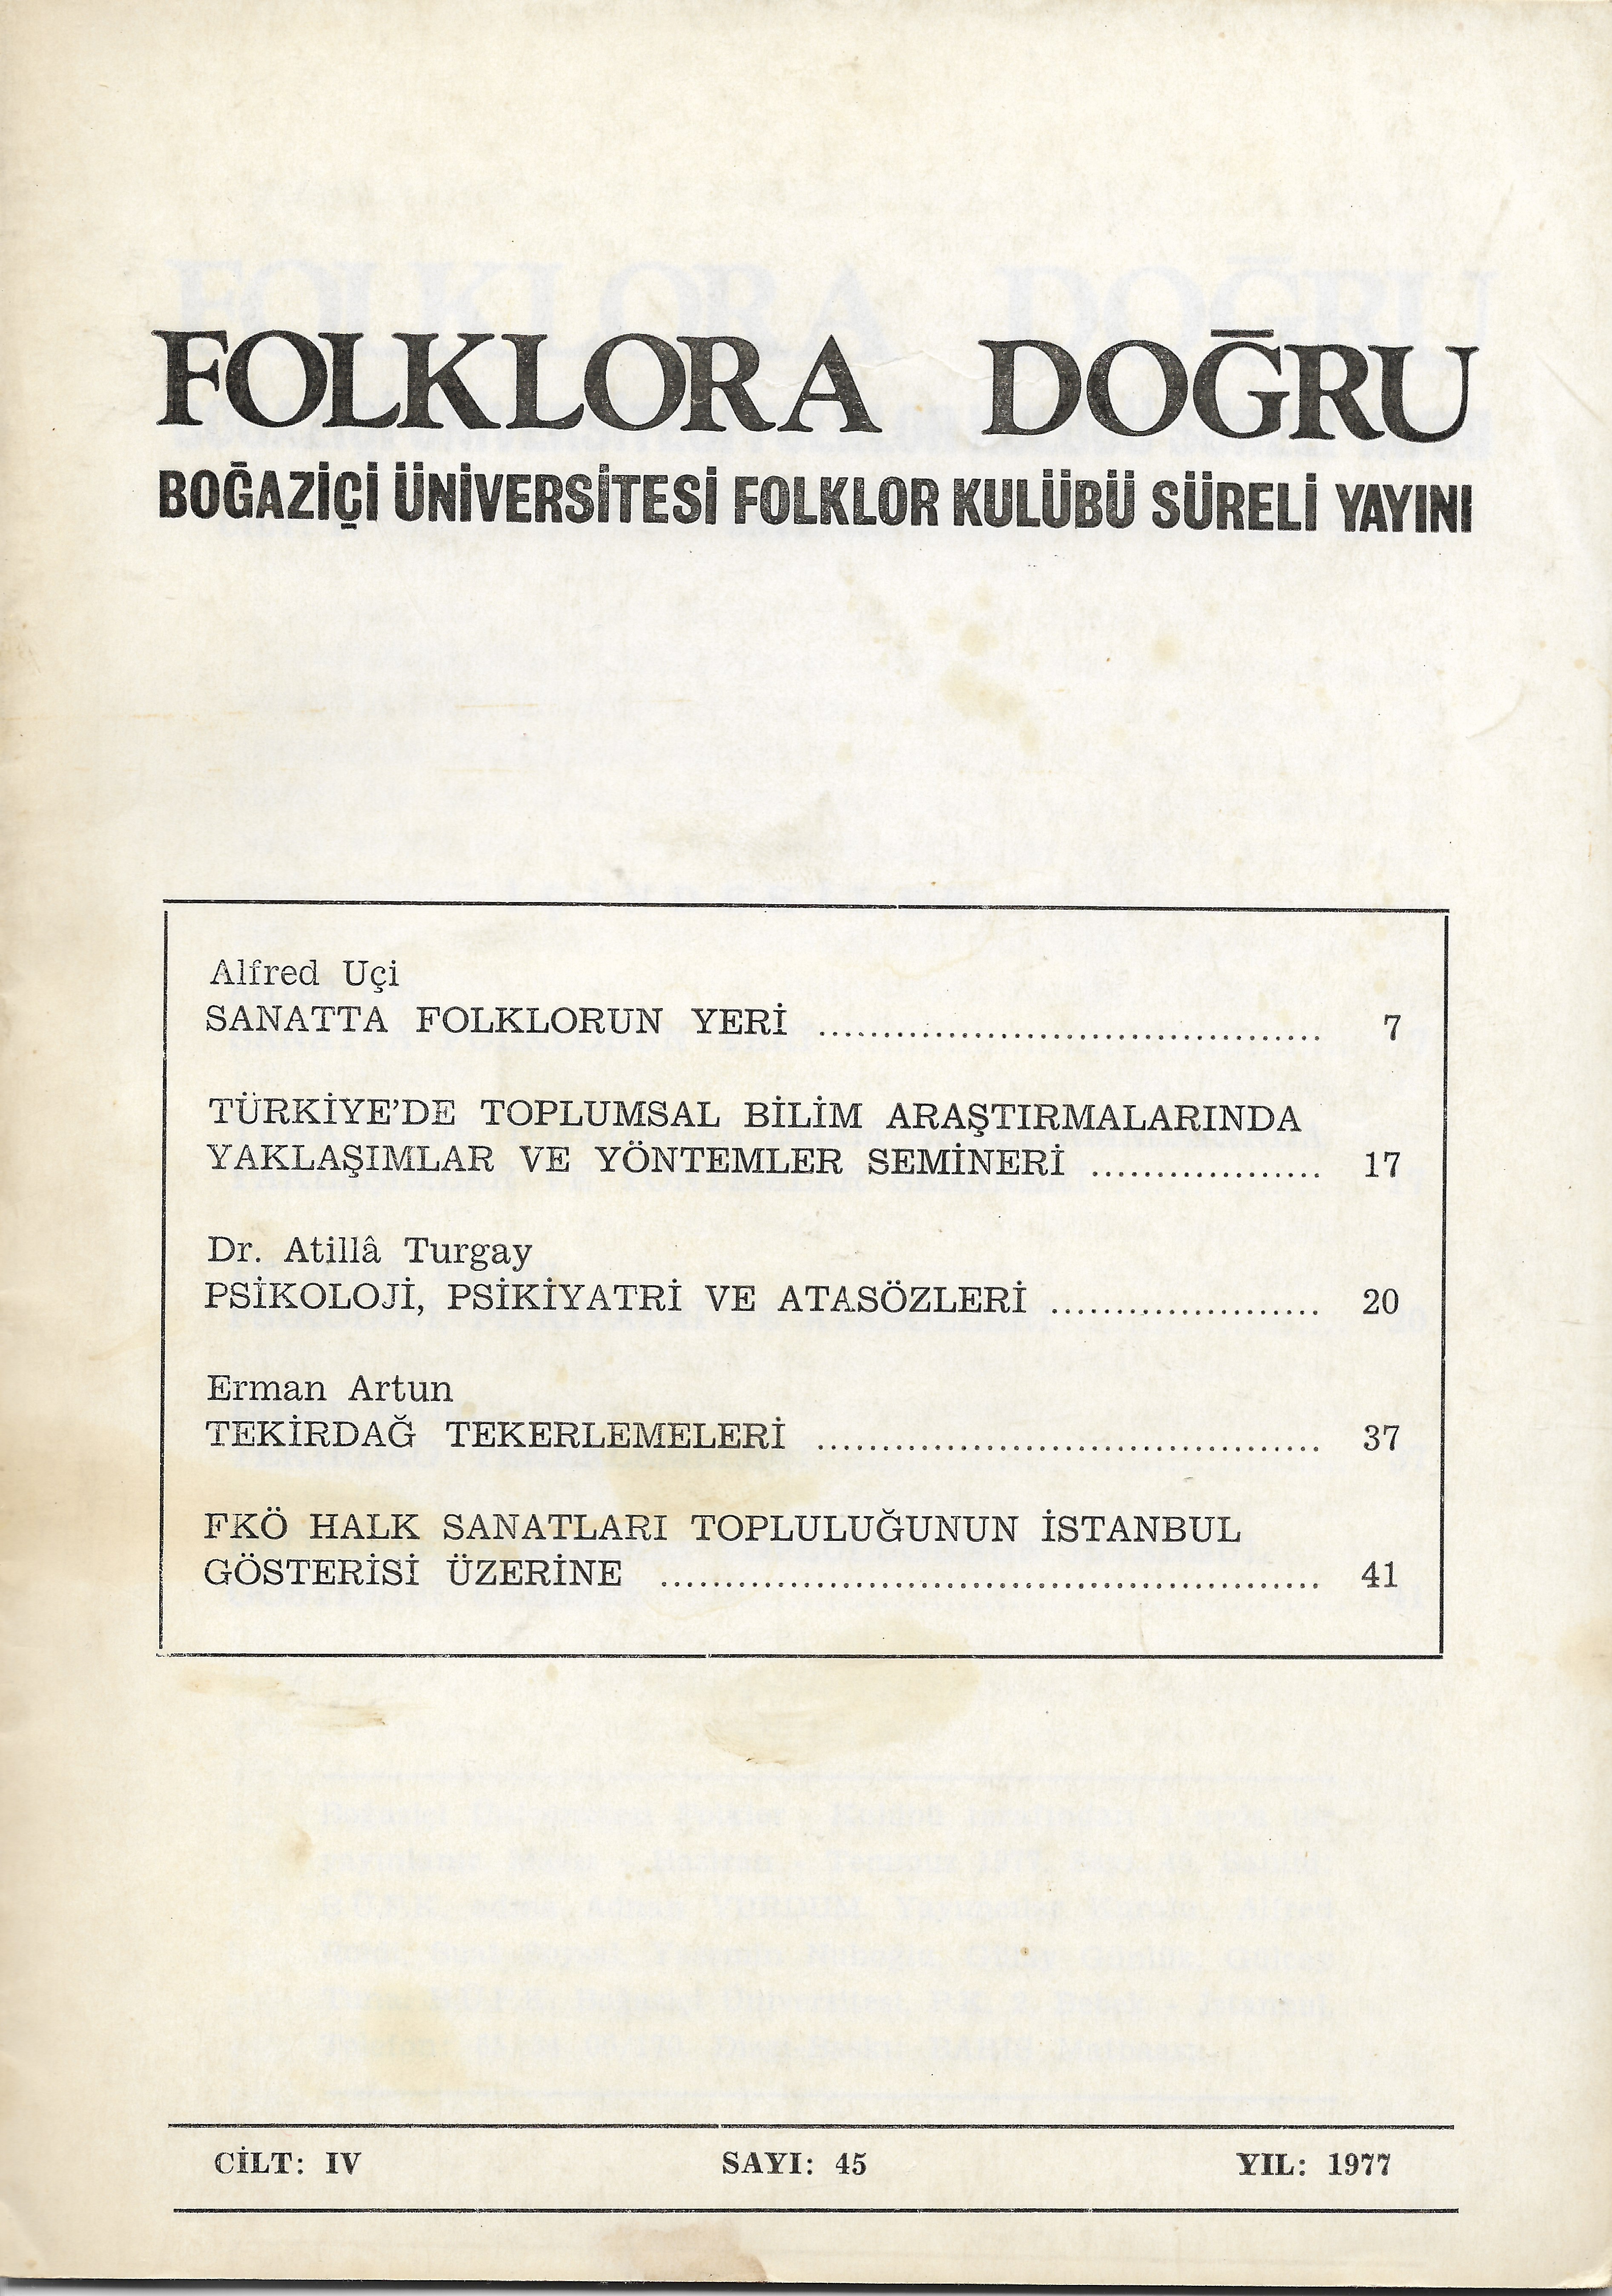 FOLKLORA DOĞRU
BOĞAZİÇİ ÜNİVERSİTESİ FOLKLOR KULÜBÜ SÜRELİ YAYINI
Alfred Uçi
SANATTA FOLKLORUN YERİ ....................................... 7
TÜRKİYE'DE TOPLUMSAL BİLİM ARAŞTIRMALARINDA
YAKLAŞIMLAR VE YÖNTEMLER SEMİNERİ .................. 17
Dr. Atillâ Turgay
PSİKOLOJİ, PSİKİYATRİ VE ATASÖZLERİ ..................... 20
Erman Artun
TEKİRDAĞ TEKERLEMELERİ ....................................... 37
FKÖ HALK SANATLARI TOPLULUĞUNUN İSTANBUL
GÖSTERİSİ ÜZERİNE ................................................... 41
CİLT: IV SAYI: 45 YIL: 1977